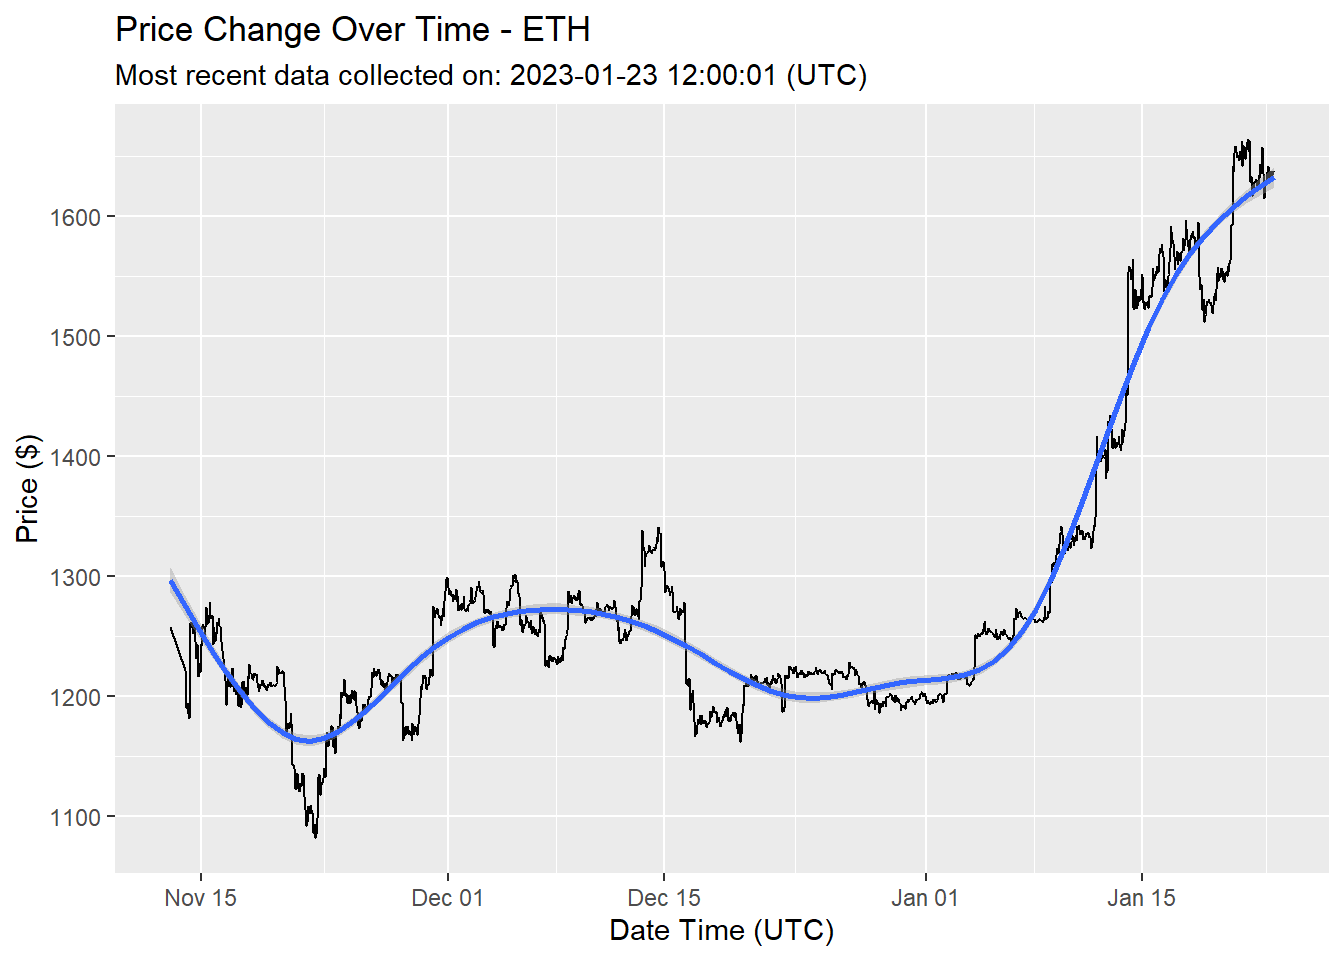 Price Change Over Time - ETH
Most recent data collected on: 2023-01-23 12:00:01 (UTC)
Price ($)
1600
1500
1400
1300
1200
1100
Nov 15 Dec 01 Dec 15 Jan 01 Jan 15
Date Time (UTC)